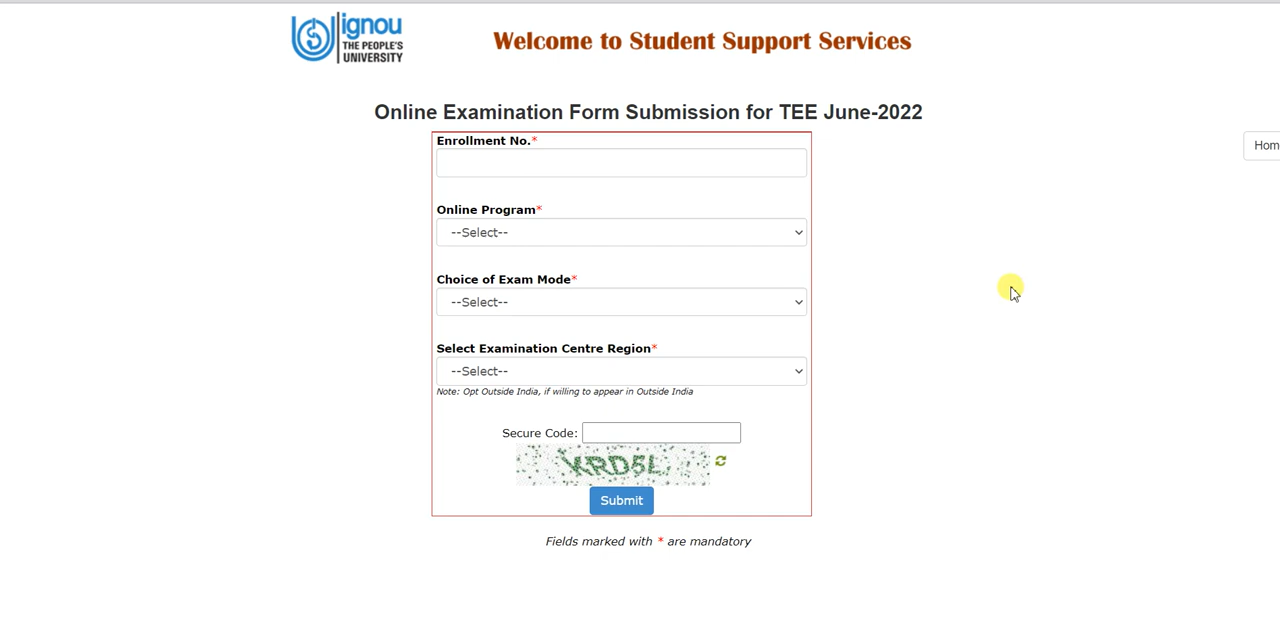 ignou
THE PEOPLE'S
UNIVERSITY
Welcome to Student Support Services
Online Examination Form Submission for TEE June-2022
Enrollment No.*
Hom
Online Program*
--Select--
Choice of Exam Mode*
--Select--
Select Examination Centre Region*
--Select--
Note: Opt Outside India, if willing to appear in Outside India
Secure Code:
KRD5L
Submit
Fields marked with * are mandatory